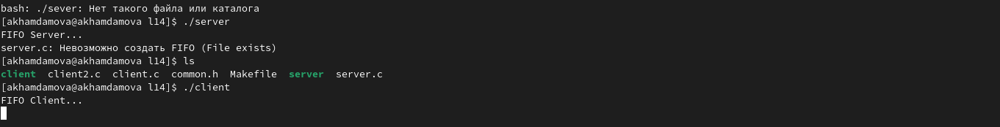 bash: ./sever: Нет такого файла или каталога
[akhamdamova@akhamdamova l14]$ ./server
FIFO Server...
server.c: Невозможно создать FIFO (File exists)
[akhamdamova@akhamdamova l14]$ ls
client  client2.c  client.c  common.h  Makefile  server  server.c
[akhamdamova@akhamdamova l14]$ ./client
FIFO Client...